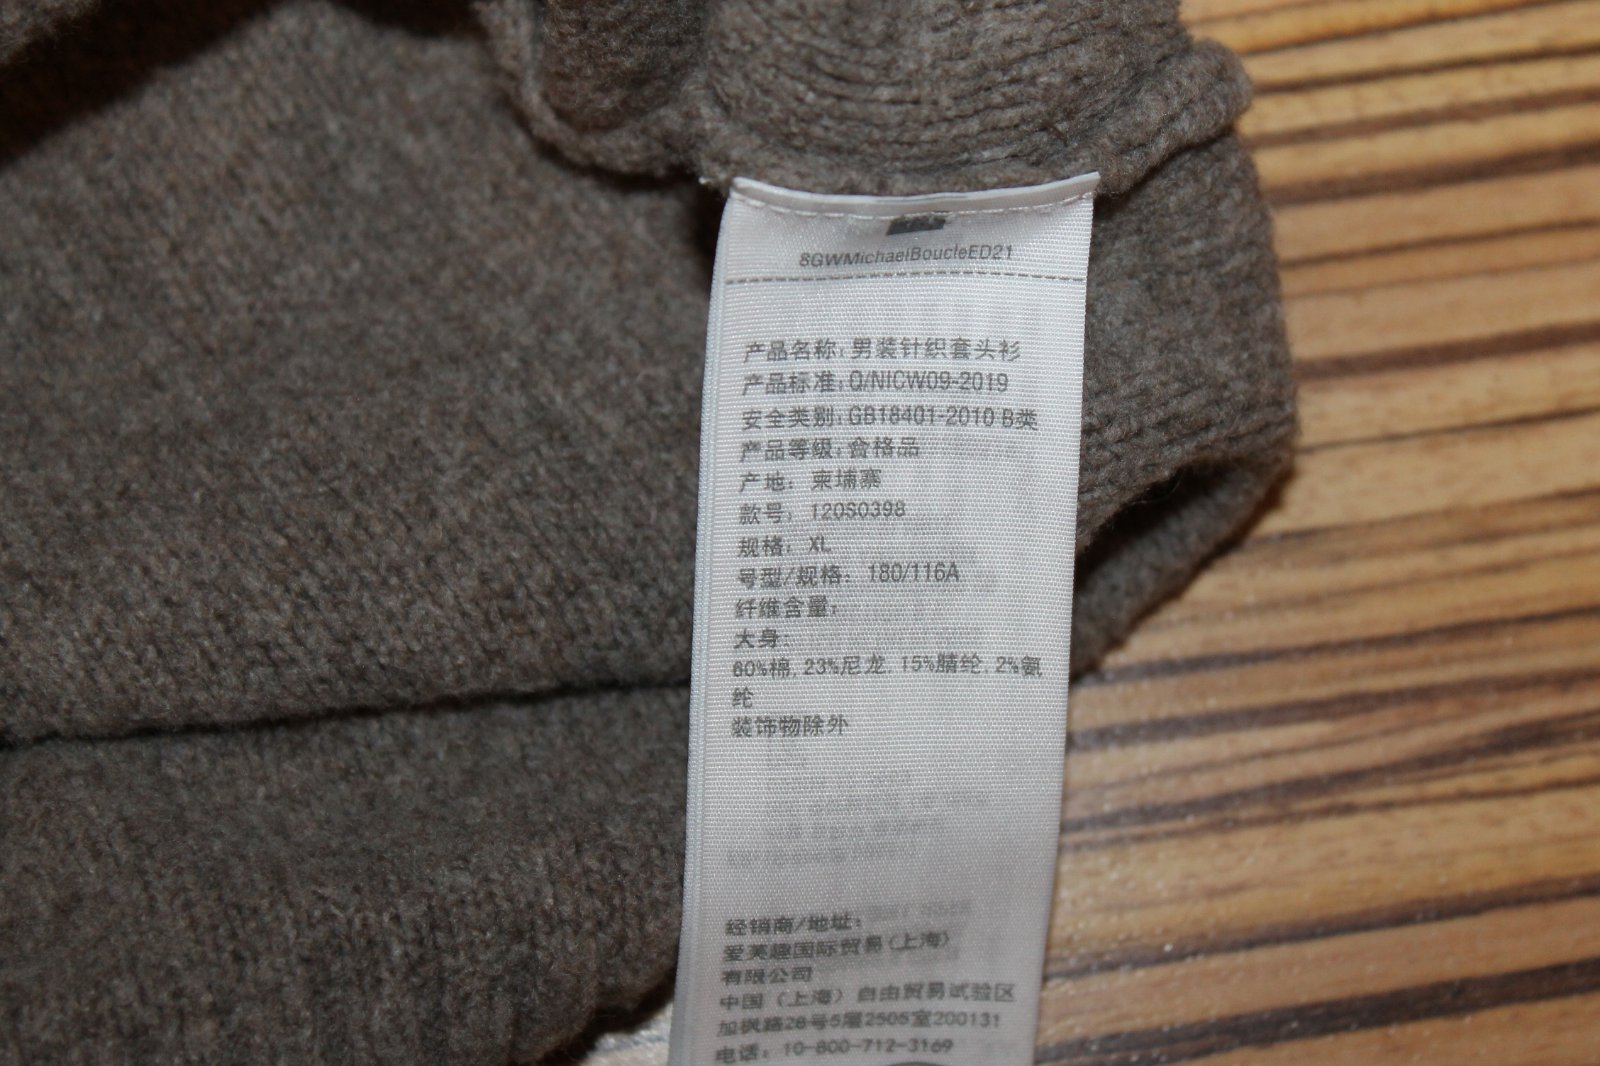 8GWMichaelBoucleED21
产品名称：男装针织套头衫
产品标准：Q/NICW09-2019
安全类别：GB18401-2010 B类
产品等级：合格品
产地：柬埔寨
款号：120S0398
规格：XL
号型/规格：180/116A
纤维含量：
大身：
60%棉，23%尼龙，15%腈纶，2%氨
纶
装饰物除外
经销商/地址：
爱芙趣国际贸易（上海）
有限公司
中国（上海）自由贸易试验区
加枫路26号5层2505室200131
电话：10-800-712-3169